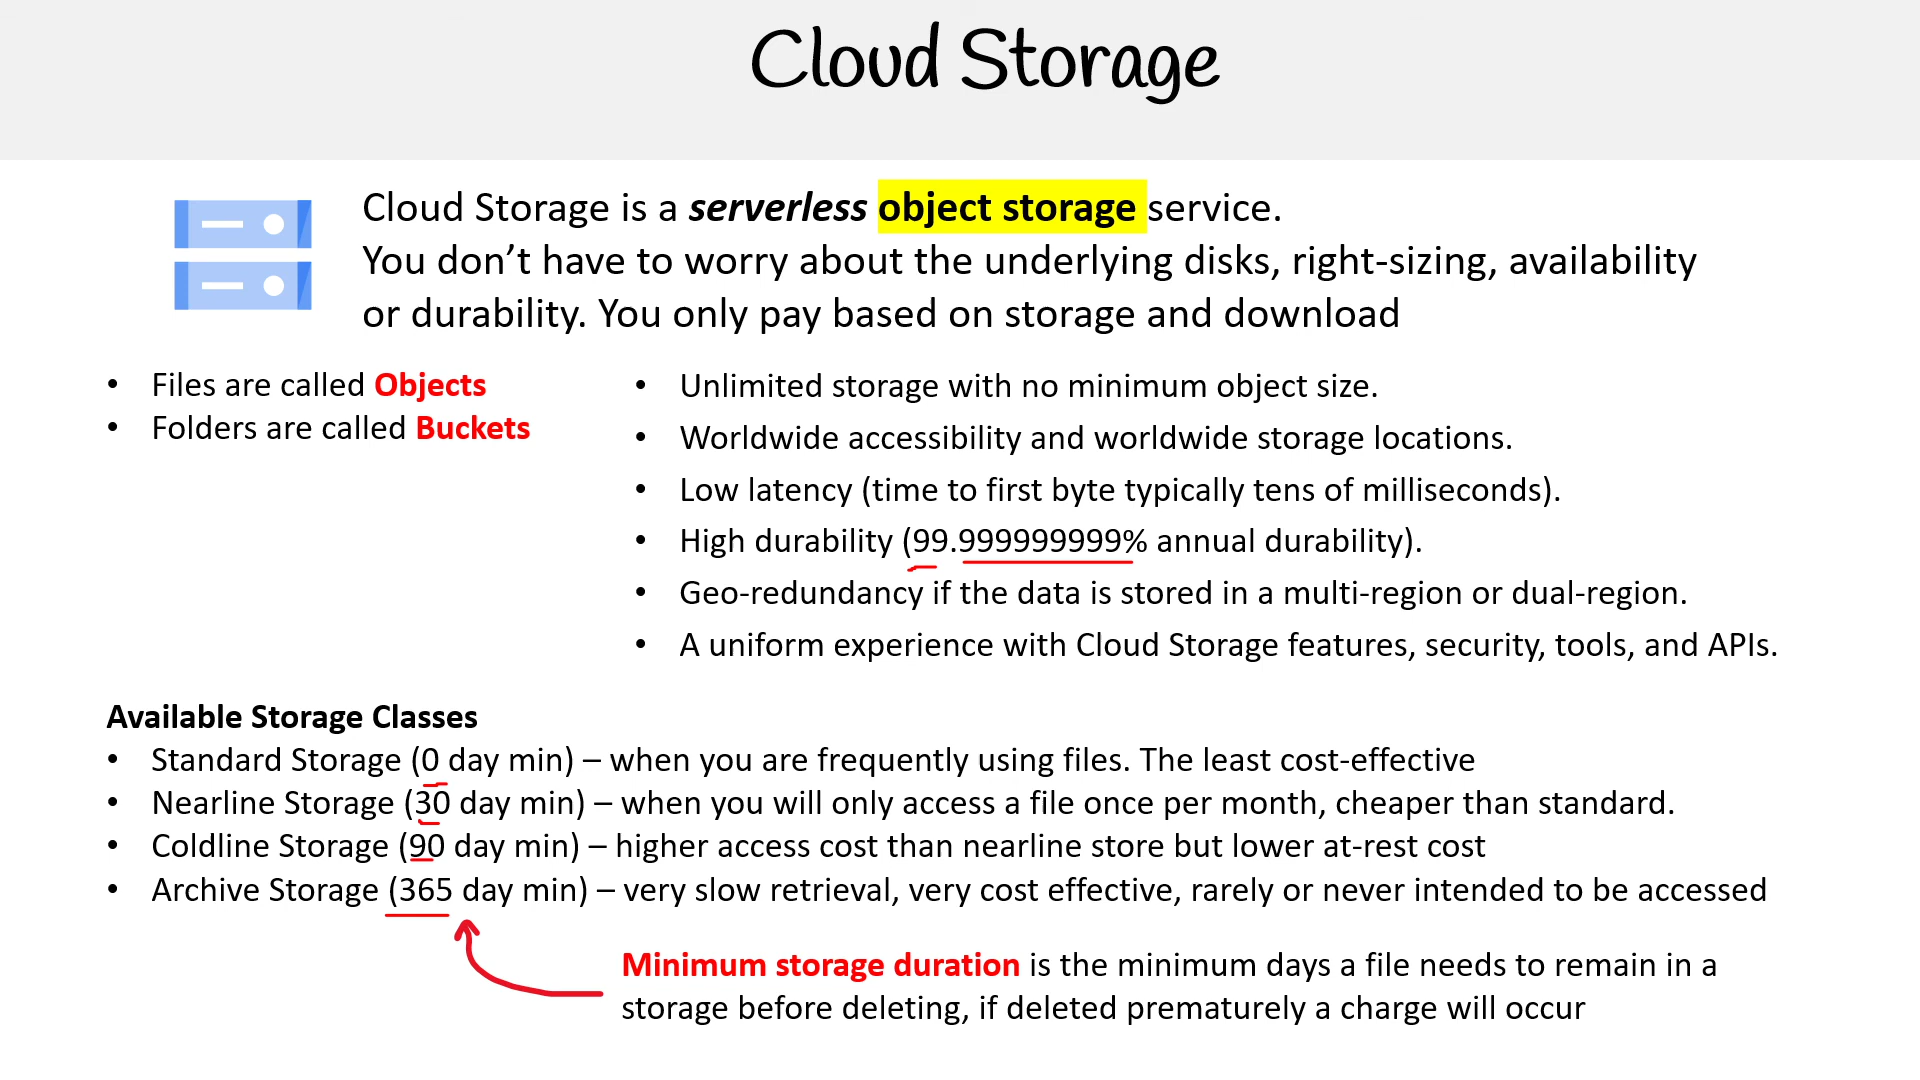 Cloud Storage
Cloud Storage is a serverless object storage service.
You don’t have to worry about the underlying disks, right-sizing, availability
or durability. You only pay based on storage and download
• Files are called Objects
• Folders are called Buckets
• Unlimited storage with no minimum object size.
• Worldwide accessibility and worldwide storage locations.
• Low latency (time to first byte typically tens of milliseconds).
• High durability (99.999999999% annual durability).
• Geo-redundancy if the data is stored in a multi-region or dual-region.
• A uniform experience with Cloud Storage features, security, tools, and APIs.
Available Storage Classes
• Standard Storage (0 day min) – when you are frequently using files. The least cost-effective
• Nearline Storage (30 day min) – when you will only access a file once per month, cheaper than standard.
• Coldline Storage (90 day min) – higher access cost than nearline store but lower at-rest cost
• Archive Storage (365 day min) – very slow retrieval, very cost effective, rarely or never intended to be accessed
Minimum storage duration is the minimum days a file needs to remain in a
storage before deleting, if deleted prematurely a charge will occur